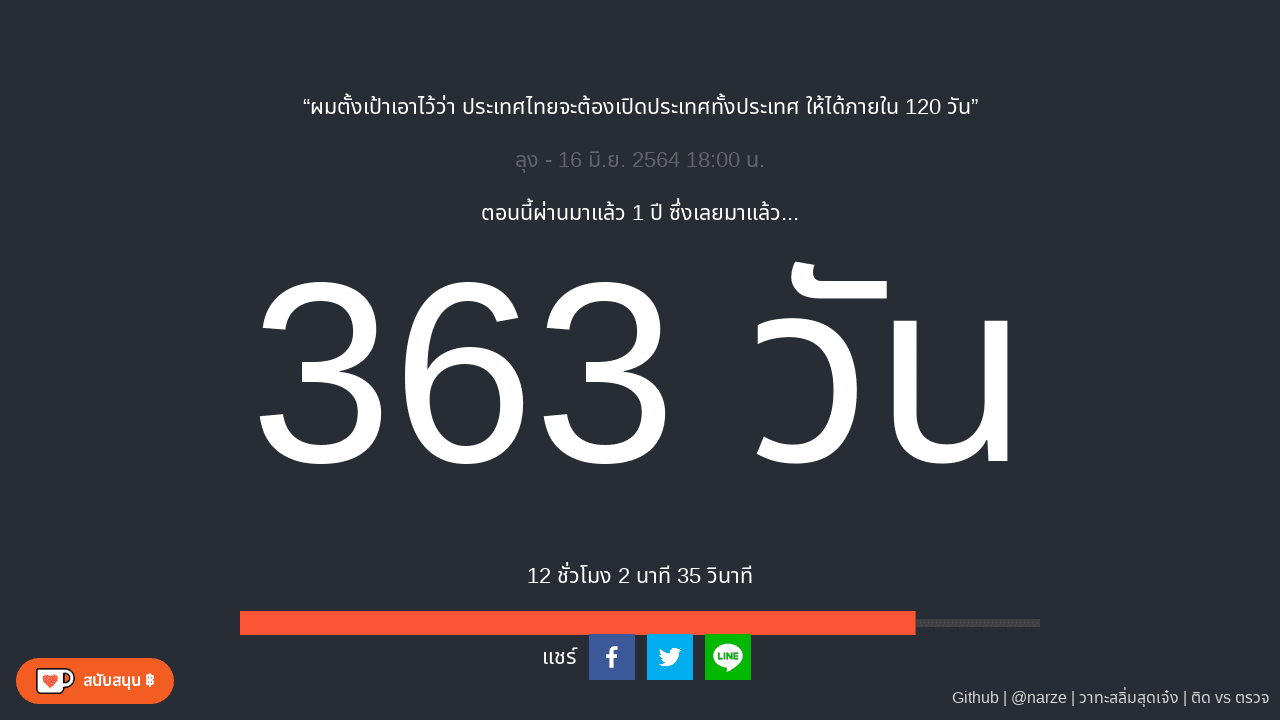 “ผมตั้งเป้าเอาไว้ว่า ประเทศไทยจะต้องเปิดประเทศทั้งประเทศ ให้ได้ภายใน 120 วัน”
ลุง - 16 มิ.ย. 2564 18:00 น.
ตอนนี้ผ่านมาแล้ว 1 ปี ซึ่งเลยมาแล้ว...
363 วัน
12 ชั่วโมง 2 นาที 35 วินาที
แชร์
LINE
สนับสนุน ฿
Github | @narze | วาทะสลิ่มสุดเจ๋ง | ติด vs ตรวจ